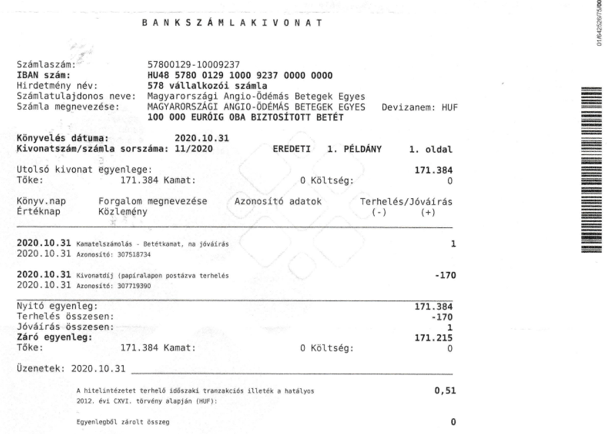 BANKSZÁMLAKIVONAT
Számlaszám: 57800129-10009237
IBAN szám: HU48 5780 0129 1000 9237 0000 0000
Hirdetmény név: 578 vállalkozói számla
Számlatulajdonos neve: Magyarországi Angio-Ödémás Betegek Egyes
Számla megnevezése: MAGYARORSZÁGI ANGIO-ÖDÉMÁS BETEGEK EGYES Devizanem: HUF
100 000 EURÓIG OBA BIZTOSÍTOTT BETÉT
Könyvelés dátuma: 2020.10.31
Kivonatszám/számla sorszáma: 11/2020 EREDETI 1. PÉLDÁNY 1. oldal
Utolsó kivonat egyenlege: 171.384
Tőke: 171.384 Kamat: 0 Költség: 0
Könyv.nap Forgalom megnevezése Azonosító adatok Terhelés/Jóváírás
Értéknap Közlemény (-) (+)
2020.10.31 Kamatelszámolás - Betétkamat, na jóváírás 1
2020.10.31 Azonosító: 307518734
2020.10.31 Kivonatdíj (papíralapon postázva terhelés -170
2020.10.31 Azonosító: 307719390
Nyitó egyenleg: 171.384
Terhelés összesen: -170
Jóváírás összesen: 1
Záró egyenleg: 171.215
Tőke: 171.384 Kamat: 0 Költség: 0
Üzenetek: 2020.10.31
A hitelintézetet terhelő időszaki tranzakciós illeték a hatályos 0,51
2012. évi CXVI. törvény alapján (HUF):
Egyenlegből zárolt összeg 0